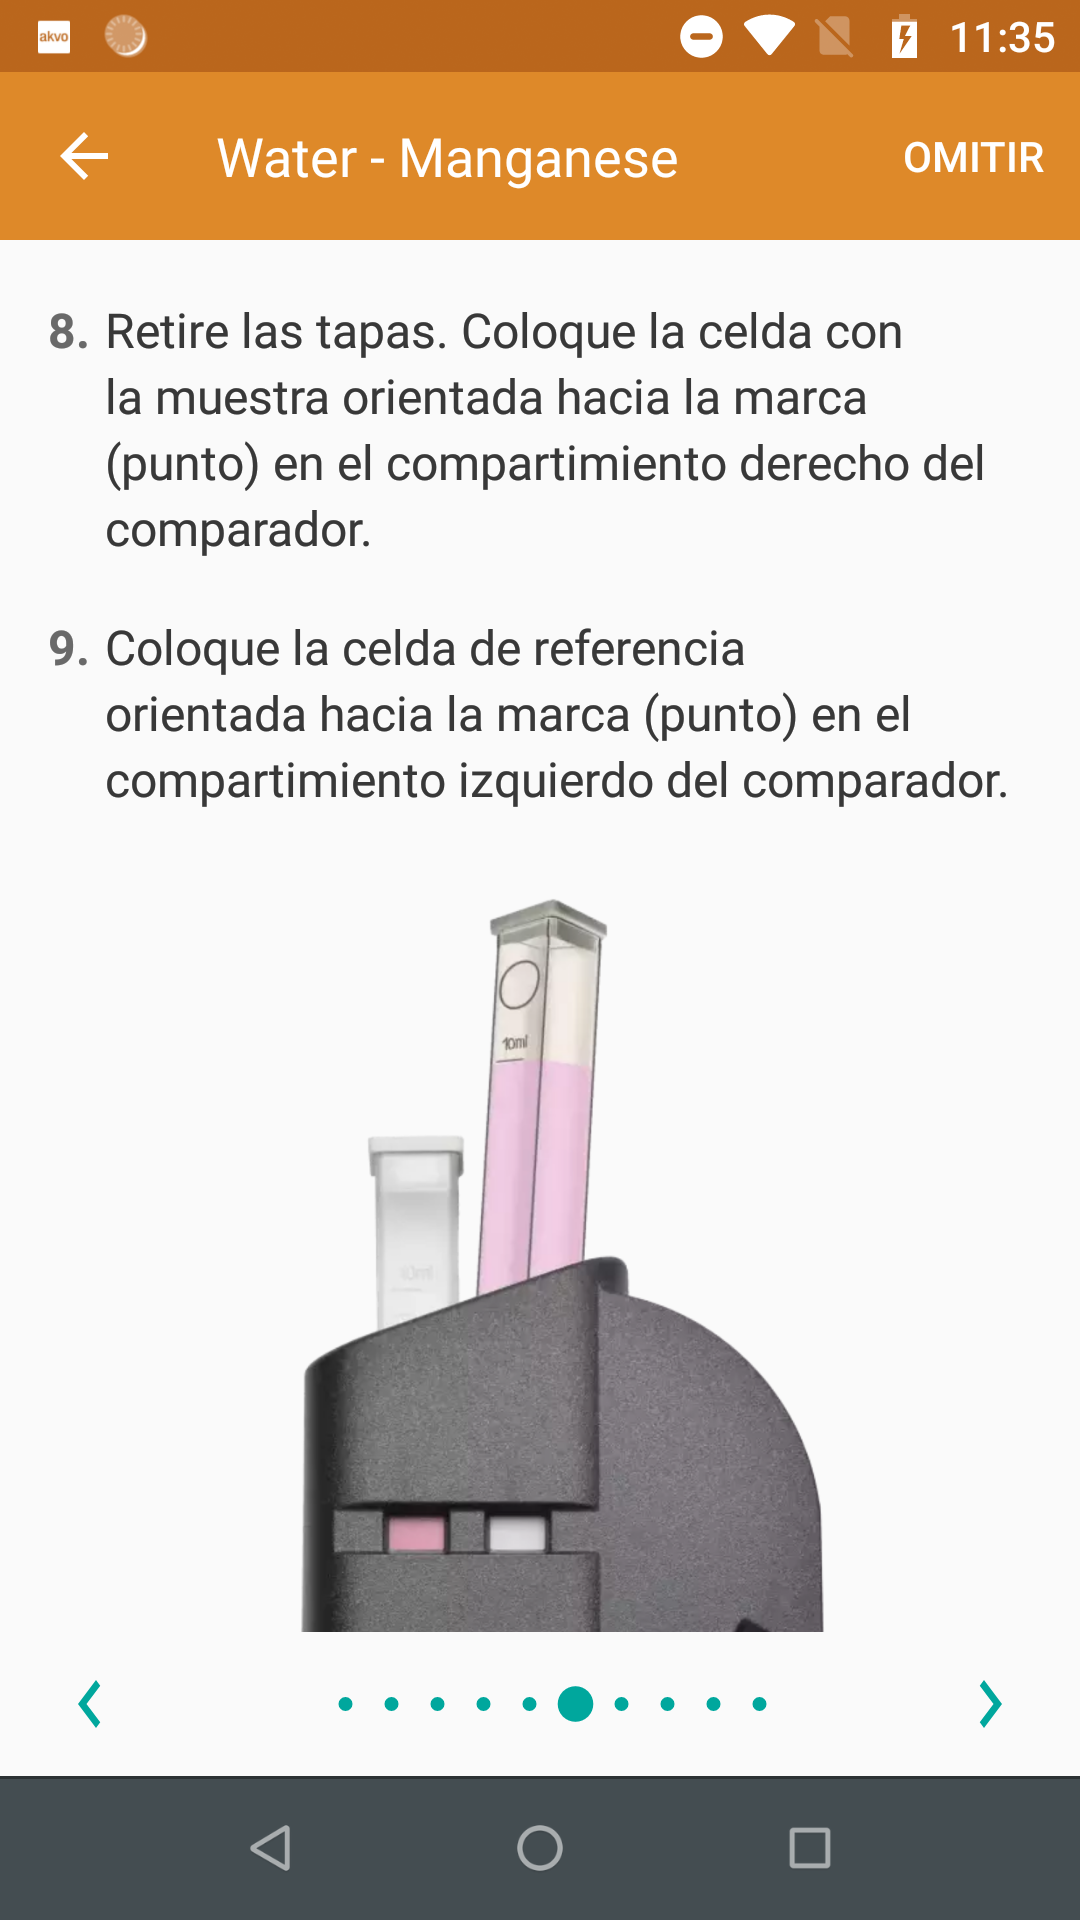 akvo
11:35
Water - Manganese
OMITIR
8. Retire las tapas. Coloque la celda con
la muestra orientada hacia la marca
(punto) en el compartimiento derecho del
comparador.
9. Coloque la celda de referencia
orientada hacia la marca (punto) en el
compartimiento izquierdo del comparador.
10ml
10ml